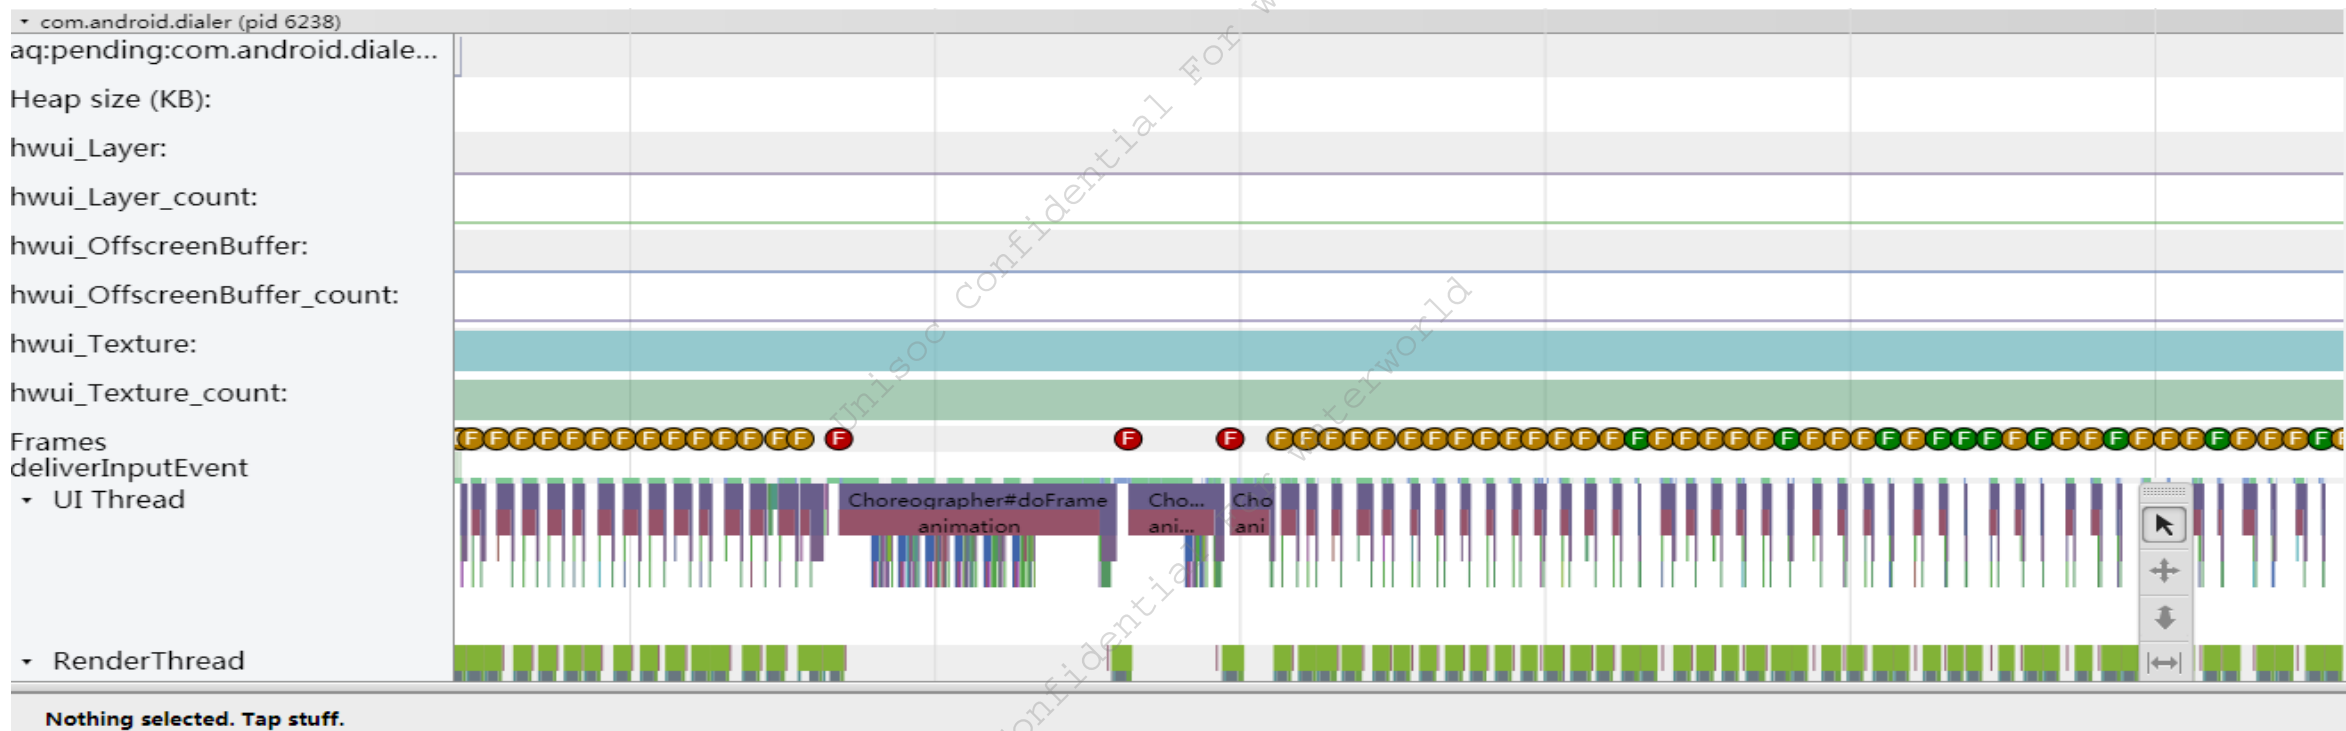 com.android.dialer (pid 6238)
aq:pending:com.android.diale...
Heap size (KB):
hwui_Layer:
hwui_Layer_count:
hwui_OffscreenBuffer:
hwui_OffscreenBuffer_count:
hwui_Texture:
hwui_Texture_count:
Frames
deliverInputEvent
UI Thread
Choreographer#doFrame
animation
Cho...
ani...
Cho
ani
RenderThread
Nothing selected. Tap stuff.
Unisoc Confidential For
For Waterworld